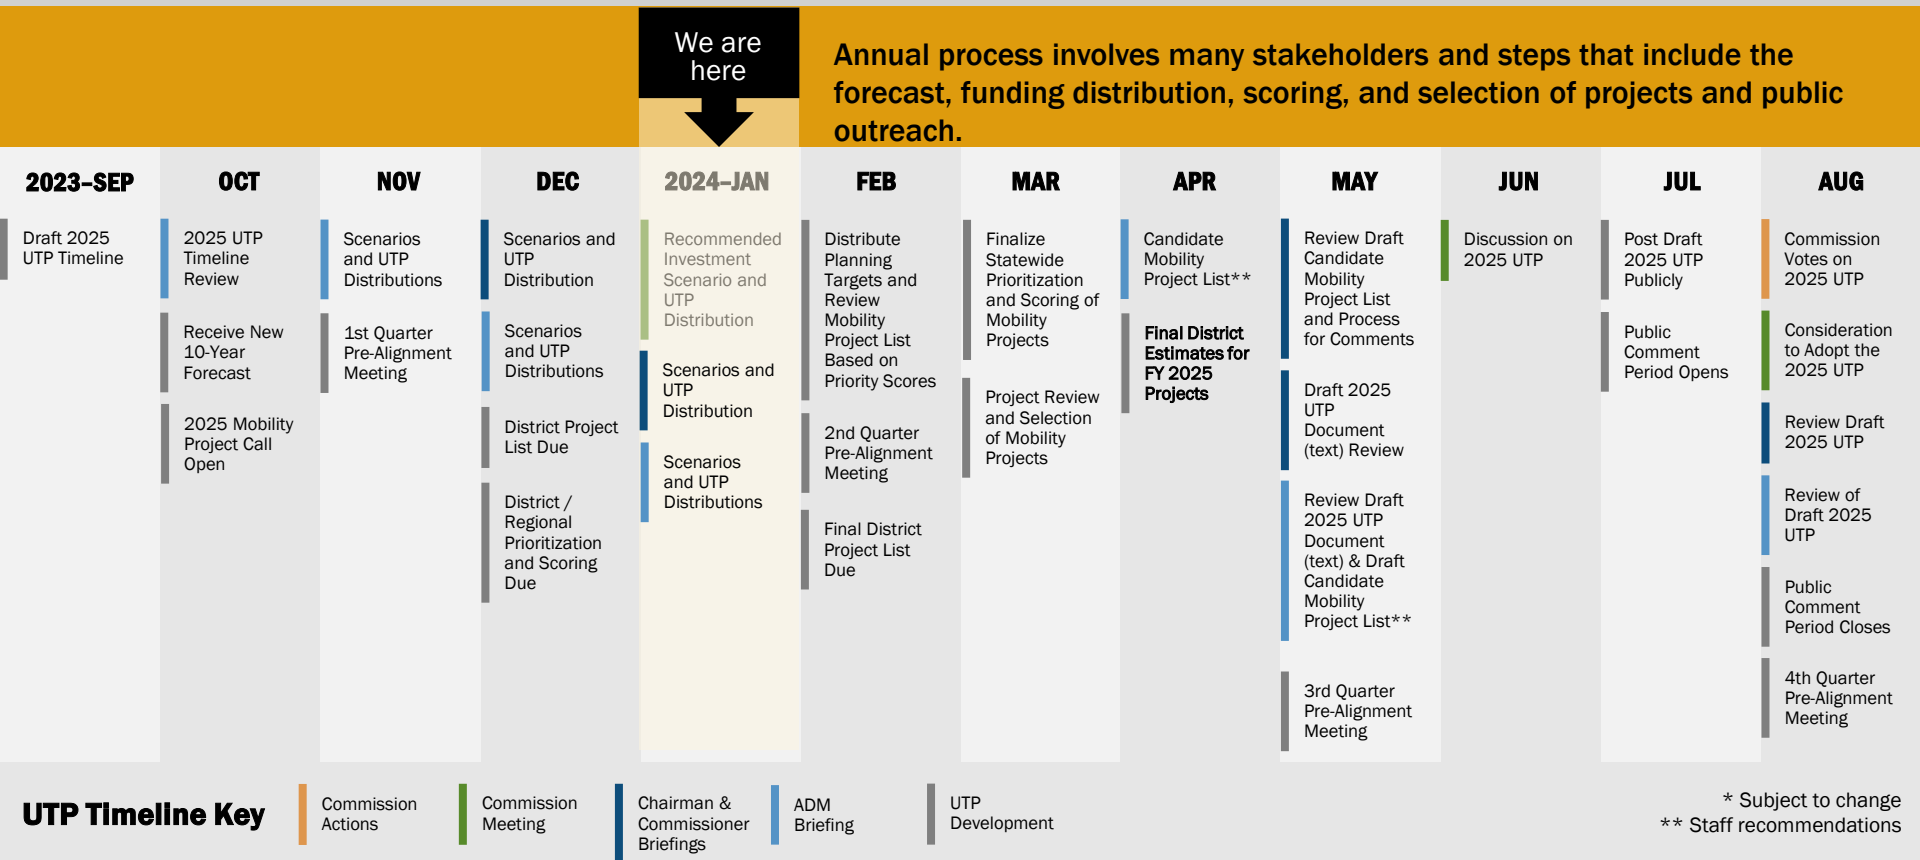 We are
here
Annual process involves many stakeholders and steps that include the
forecast, funding distribution, scoring, and selection of projects and public
outreach.
2023–SEP
Draft 2025
UTP Timeline
OCT
2025 UTP
Timeline
Review
Receive New
10-Year
Forecast
2025 Mobility
Project Call
Open
NOV
Scenarios
and UTP
Distributions
1st Quarter
Pre-Alignment
Meeting
DEC
Scenarios and
UTP
Distribution
Scenarios
and UTP
Distributions
District Project
List Due
District /
Regional
Prioritization
and Scoring
Due
2024–JAN
Recommended
Investment
Scenario and
UTP
Distribution
Scenarios and
UTP
Distribution
Scenarios
and UTP
Distributions
FEB
Distribute
Planning
Targets and
Review
Mobility
Project List
Based on
Priority Scores
2nd Quarter
Pre-Alignment
Meeting
Final District
Project List
Due
MAR
Finalize
Statewide
Prioritization
and Scoring of
Mobility
Projects
Project Review
and Selection
of Mobility
Projects
APR
Candidate
Mobility
Project List**
Final District
Estimates for
FY 2025
Projects
MAY
Review Draft
Candidate
Mobility
Project List
and Process
for Comments
Draft 2025
UTP
Document
(text) Review
Review Draft
2025 UTP
Document
(text) & Draft
Candidate
Mobility
Project List**
3rd Quarter
Pre-Alignment
Meeting
JUN
Discussion on
2025 UTP
JUL
Post Draft
2025 UTP
Publicly
Public
Comment
Period Opens
AUG
Commission
Votes on
2025 UTP
Consideration
to Adopt the
2025 UTP
Review Draft
2025 UTP
Review of
Draft 2025
UTP
Public
Comment
Period Closes
4th Quarter
Pre-Alignment
Meeting
UTP Timeline Key
Commission
Actions
Commission
Meeting
Chairman &
Commissioner
Briefings
ADM
Briefing
UTP
Development
* Subject to change
** Staff recommendations